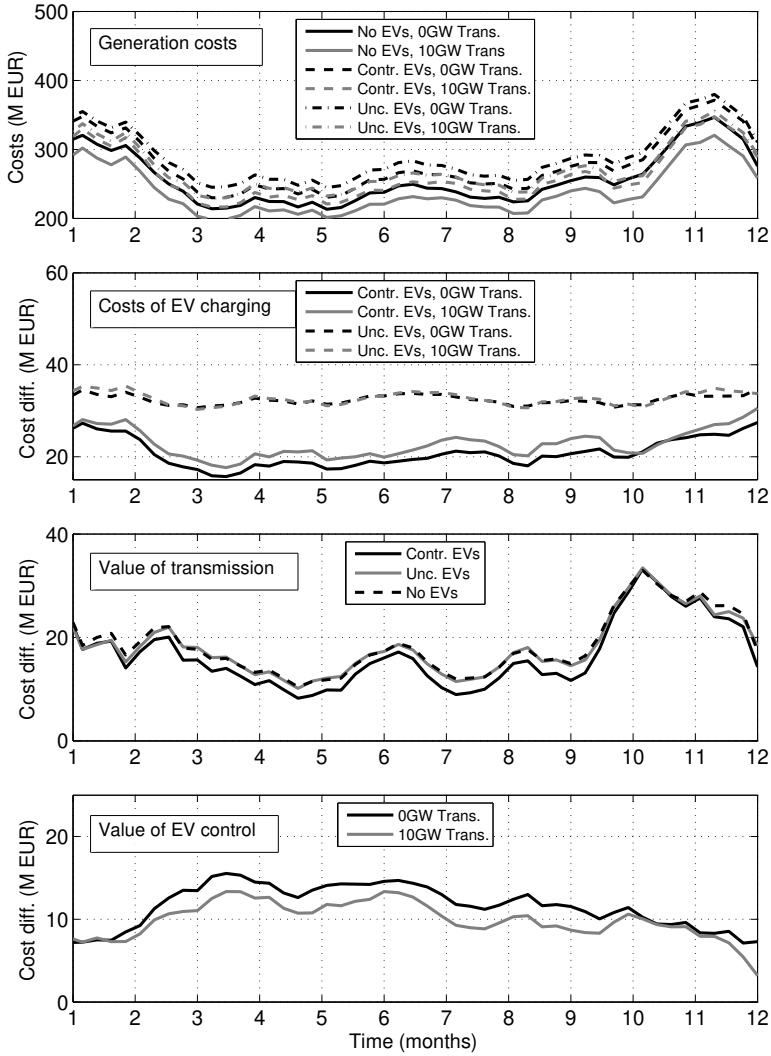 500
400
300
200
Costs (M EUR)
Generation costs
No EVs, 0GW Trans.
No EVs, 10GW Trans
Contr. EVs, 0GW Trans.
Contr. EVs, 10GW Trans.
Unc. EVs, 0GW Trans.
Unc. EVs, 10GW Trans.
1 2 3 4 5 6 7 8 9 10 11 12
60
40
20
Cost diff. (M EUR)
Costs of EV charging
Contr. EVs, 0GW Trans.
Contr. EVs, 10GW Trans.
Unc. EVs, 0GW Trans.
Unc. EVs, 10GW Trans.
1 2 3 4 5 6 7 8 9 10 11 12
40
20
0
Cost diff. (M EUR)
Value of transmission
Contr. EVs
Unc. EVs
No EVs
1 2 3 4 5 6 7 8 9 10 11 12
20
10
0
Cost diff. (M EUR)
Value of EV control
0GW Trans.
10GW Trans.
1 2 3 4 5 6 7 8 9 10 11 12
Time (months)